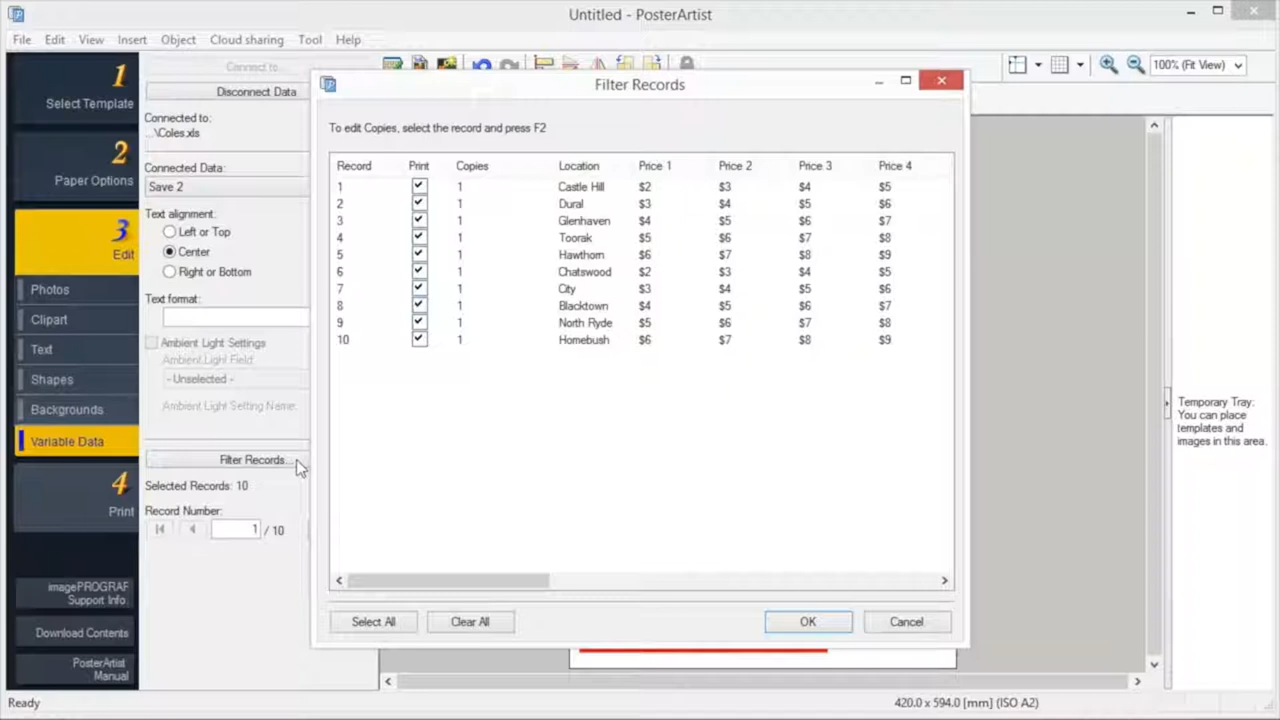 Untitled - PosterArtist
File Edit View Insert Object Cloud sharing Tool Help
100% (Fit View)
1
Select Template
2
Paper Options
3
Edit
Photos
Clipart
Text
Shapes
Backgrounds
Variable Data
4
Print
imagePROGRAF
Support Info.
Download Contents
PosterArtist
Manual
Connect to...
Disconnect Data
Connected to:
...\Coles.xls
Connected Data:
Save 2
Text alignment:
Left or Top
Center
Right or Bottom
Text format:
Ambient Light Settings
Ambient Light Field:
- Unselected -
Ambient Light Setting Name:
Filter Records...
Selected Records: 10
Record Number:
1 / 10
Filter Records
To edit Copies, select the record and press F2
Record Print Copies Location Price 1 Price 2 Price 3 Price 4
1 1 Castle Hill $2 $3 $4 $5
2 1 Dural $3 $4 $5 $6
3 1 Glenhaven $4 $5 $6 $7
4 1 Toorak $5 $6 $7 $8
5 1 Hawthorn $6 $7 $8 $9
6 1 Chatswood $2 $3 $4 $5
7 1 City $3 $4 $5 $6
8 1 Blacktown $4 $5 $6 $7
9 1 North Ryde $5 $6 $7 $8
10 1 Homebush $6 $7 $8 $9
Select All Clear All OK Cancel
Temporary Tray:
You can place
templates and
images in this area.
Ready
420.0 x 594.0 [mm] (ISO A2)